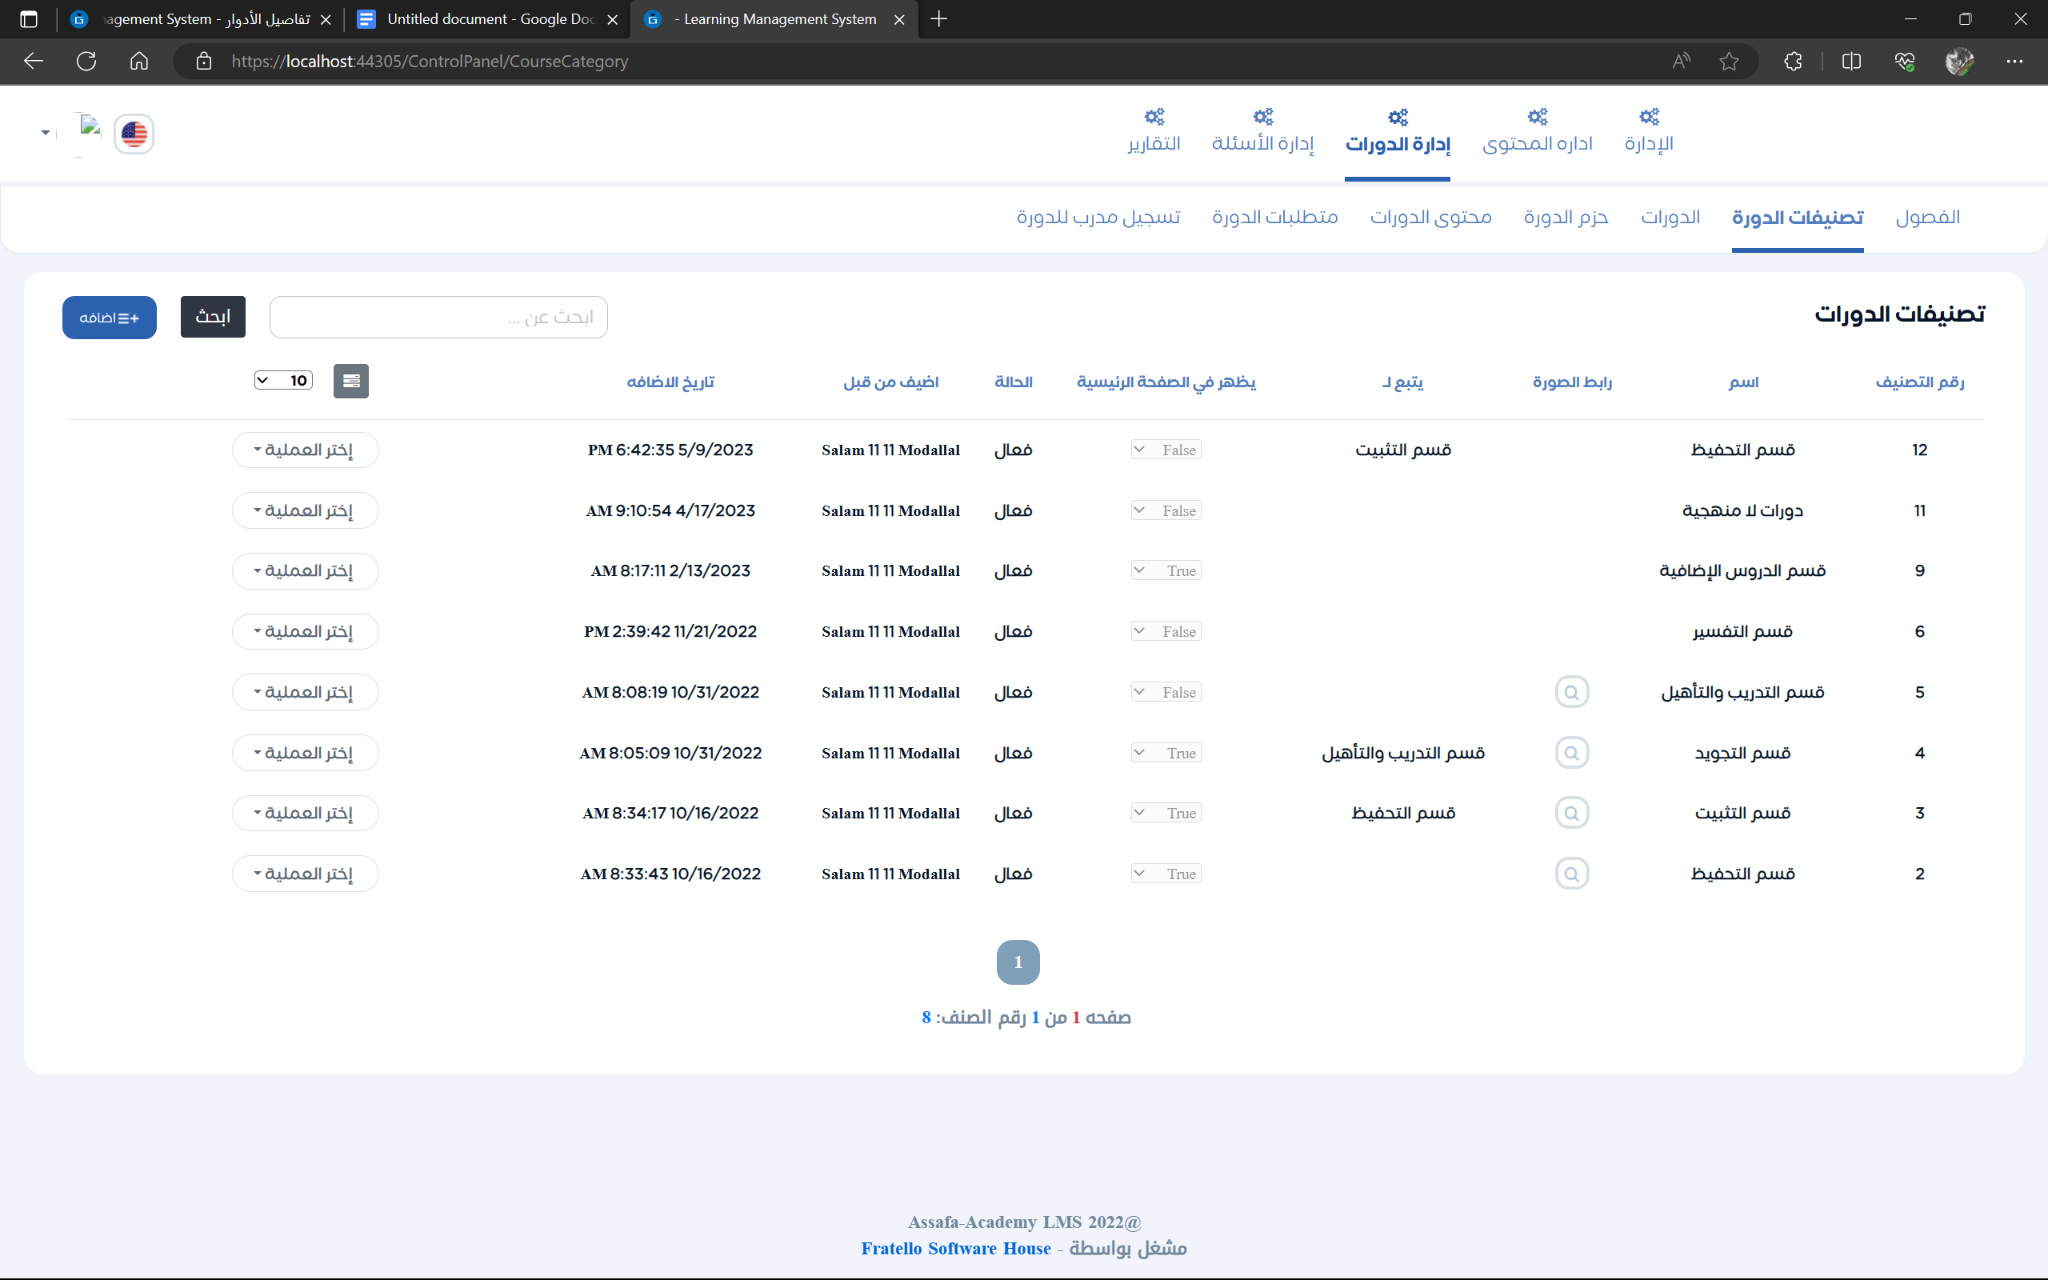 agement System - تفاصيل الأدوار
Untitled document - Google Doc
- Learning Management System
https://localhost:44305/ControlPanel/CourseCategory
الإدارة
اداره المحتوى
إدارة الدورات
إدارة الأسئلة
التقارير
الفصول
تصنيفات الدورة
الدورات
حزم الدورة
محتوى الدورات
متطلبات الدورة
تسجيل مدرب للدورة
تصنيفات الدورات
ابحث عن ...
ابحث
اضافه
رقم التصنيف اسم رابط الصورة يتبع لـ يظهر في الصفحة الرئيسية الحالة اضيف من قبل تاريخ الاضافه 10
12 قسم التحفيظ قسم التثبيت False فعال Salam 11 11 Modallal PM 6:42:35 5/9/2023 إختر العملية
11 دورات لا منهجية False فعال Salam 11 11 Modallal AM 9:10:54 4/17/2023 إختر العملية
9 قسم الدروس الإضافية True فعال Salam 11 11 Modallal AM 8:17:11 2/13/2023 إختر العملية
6 قسم التفسير False فعال Salam 11 11 Modallal PM 2:39:42 11/21/2022 إختر العملية
5 قسم التدريب والتأهيل False فعال Salam 11 11 Modallal AM 8:08:19 10/31/2022 إختر العملية
4 قسم التجويد قسم التدريب والتأهيل True فعال Salam 11 11 Modallal AM 8:05:09 10/31/2022 إختر العملية
3 قسم التثبيت قسم التحفيظ True فعال Salam 11 11 Modallal AM 8:34:17 10/16/2022 إختر العملية
2 قسم التحفيظ True فعال Salam 11 11 Modallal AM 8:33:43 10/16/2022 إختر العملية
1
صفحه 1 من 1 رقم الصنف: 8
Assafa-Academy LMS 2022@
مشغل بواسطة - Fratello Software House